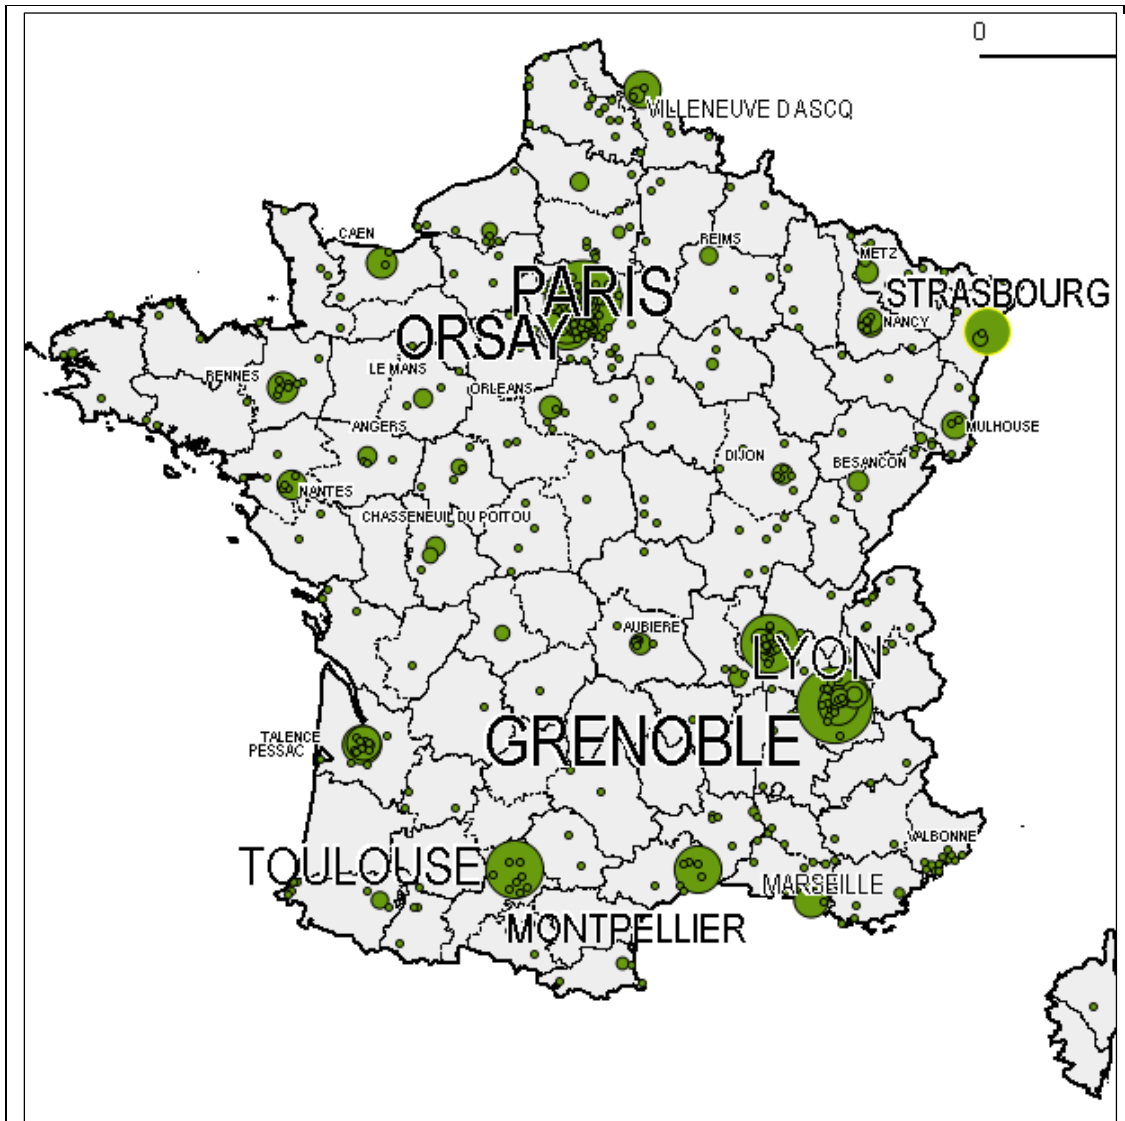 0
VILLENEUVE D ASCQ
CAEN
REIMS
METZ
PARIS
STRASBOURG
ORSAY
NANCY
RENNES
LE MANS
ORLEANS
ANGERS
MULHOUSE
DIJON
BESANCON
NANTES
CHASSENEUIL DU POITOU
AUBIERE
LYON
GRENOBLE
TALENCE
PESSAC
VALBONNE
TOULOUSE
MARSEILLE
MONTPELLIER